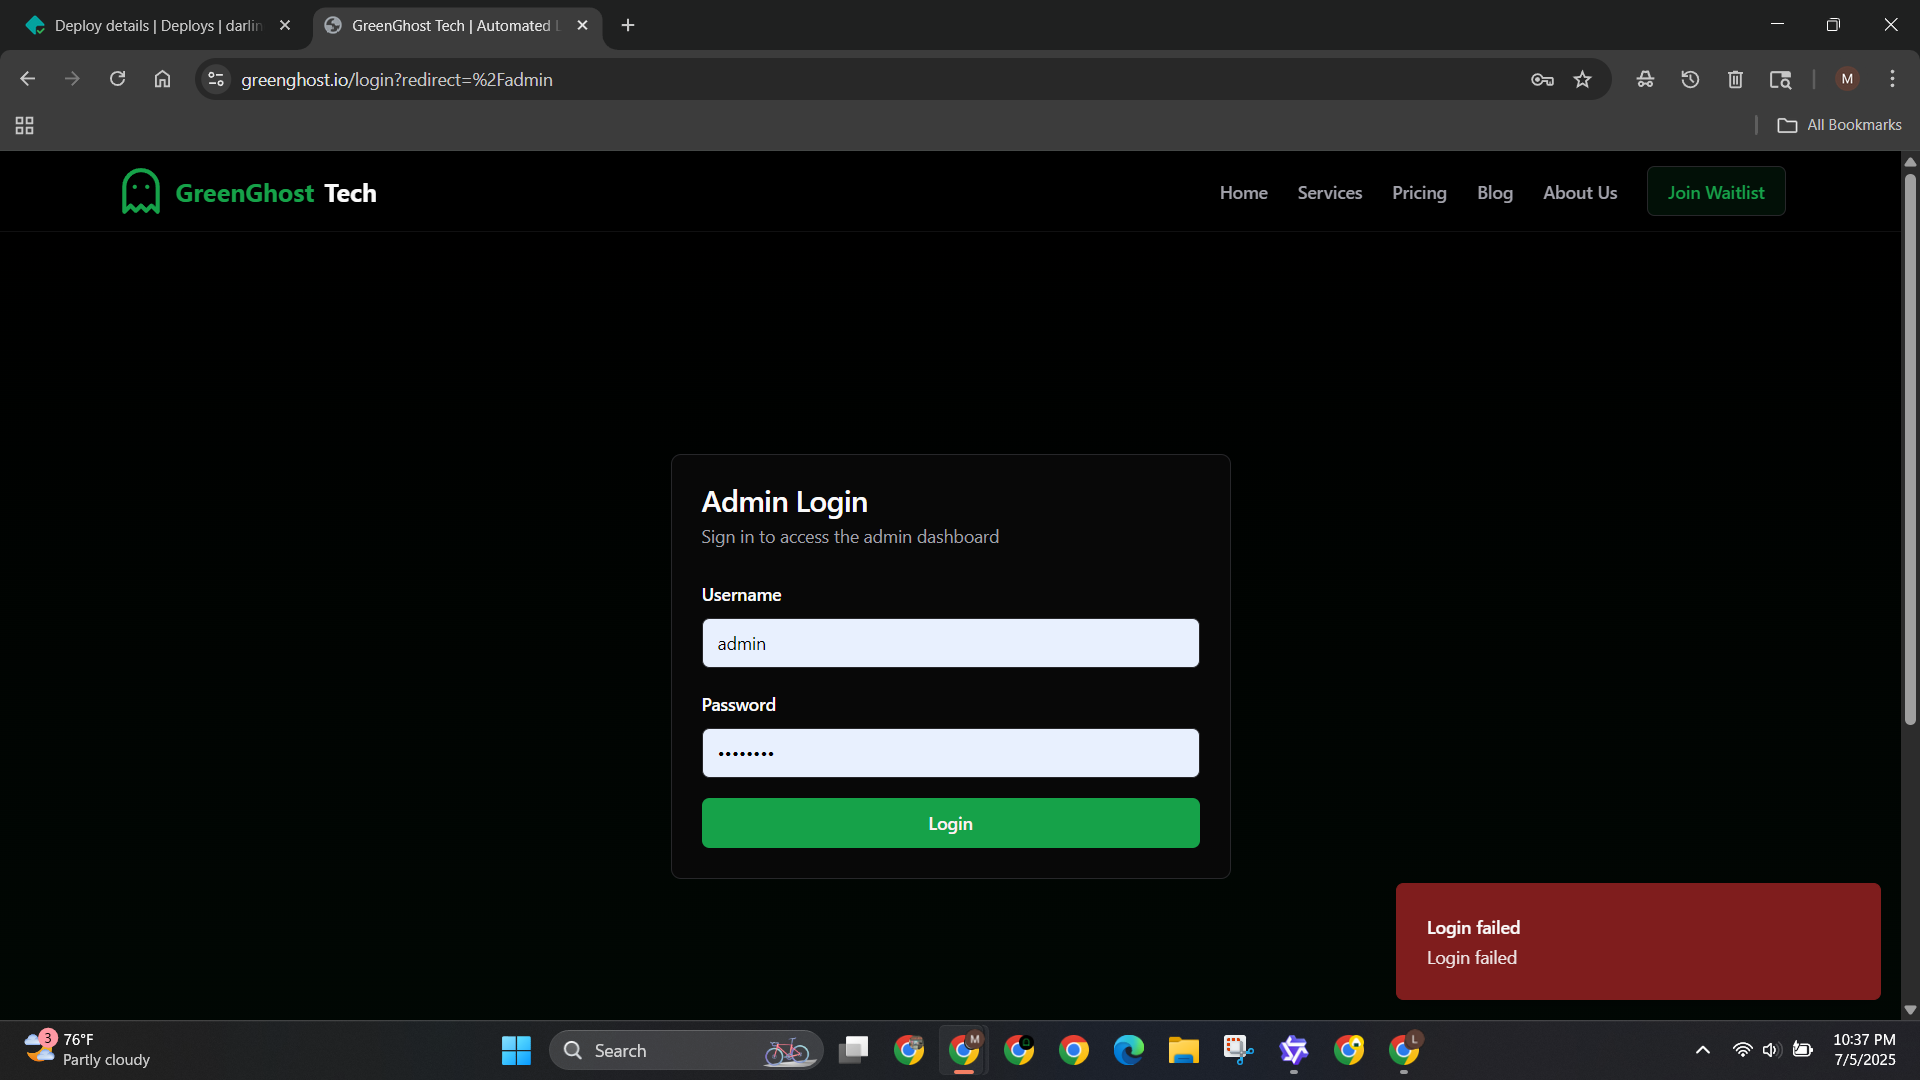 Deploy details | Deploys | darlin
GreenGhost Tech | Automated
greenghost.io/login?redirect=%2Fadmin
M
All Bookmarks
GreenGhost Tech
Home
Services
Pricing
Blog
About Us
Join Waitlist
Admin Login
Sign in to access the admin dashboard
Username
admin
Password
••••••••
Login
Login failed
Login failed
3
76°F
Partly cloudy
Search
M
L
10:37 PM
7/5/2025